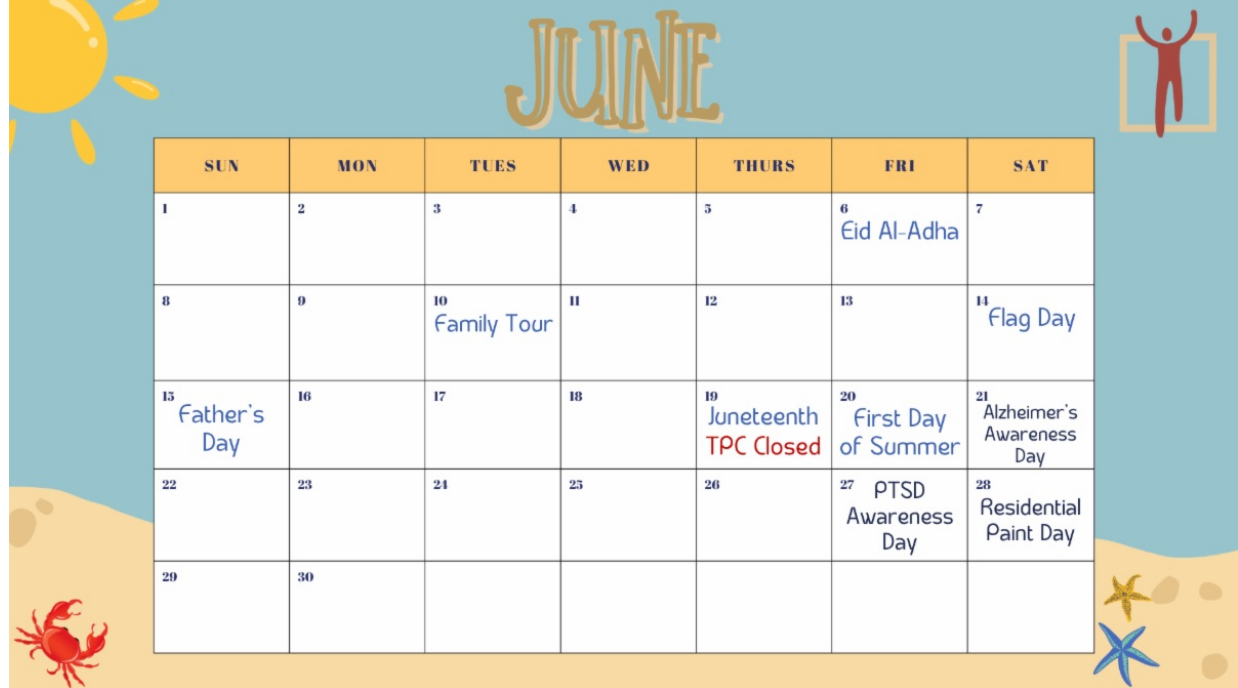 JUNE
SUN MON TUES WED THURS FRI SAT
1 2 3 4 5 6 7
Eid Al-Adha
8 9 10 11 12 13 14
Family Tour Flag Day
15 16 17 18 19 20 21
Father's Day
Juneteenth
TPC Closed
First Day
of Summer
Alzheimer's
Awareness
Day
22 23 24 25 26 27 28
PTSD
Awareness
Day
Residential
Paint Day
29 30